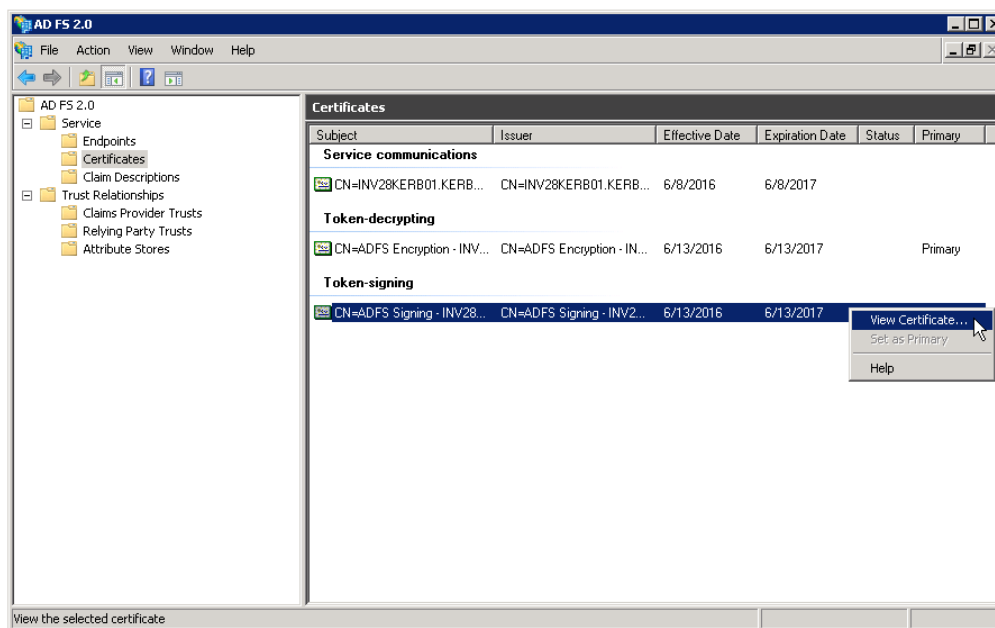 AD FS 2.0
File Action View Window Help
AD FS 2.0
Service
Endpoints
Certificates
Claim Descriptions
Trust Relationships
Claims Provider Trusts
Relying Party Trusts
Attribute Stores
Certificates
Subject Issuer Effective Date Expiration Date Status Primary
Service communications
CN=INV28KERB01.KERB... CN=INV28KERB01.KERB... 6/8/2016 6/8/2017
Token-decrypting
CN=ADFS Encryption - INV... CN=ADFS Encryption - IN... 6/13/2016 6/13/2017 Primary
Token-signing
CN=ADFS Signing - INV28... CN=ADFS Signing - INV2... 6/13/2016 6/13/2017
View Certificate...
Set as Primary
Help
View the selected certificate